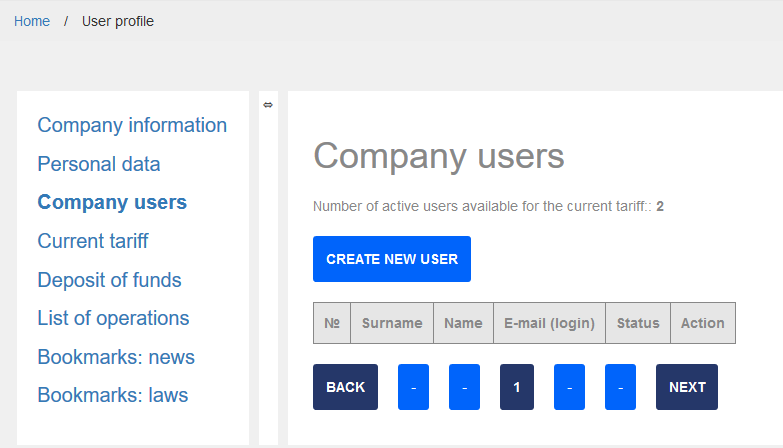 Home / User profile
Company information
Personal data
Company users
Current tariff
Deposit of funds
List of operations
Bookmarks: news
Bookmarks: laws
⇔
Company users
Number of active users available for the current tariff:: 2
CREATE NEW USER
№ Surname Name E-mail (login) Status Action
BACK - - 1 - - NEXT